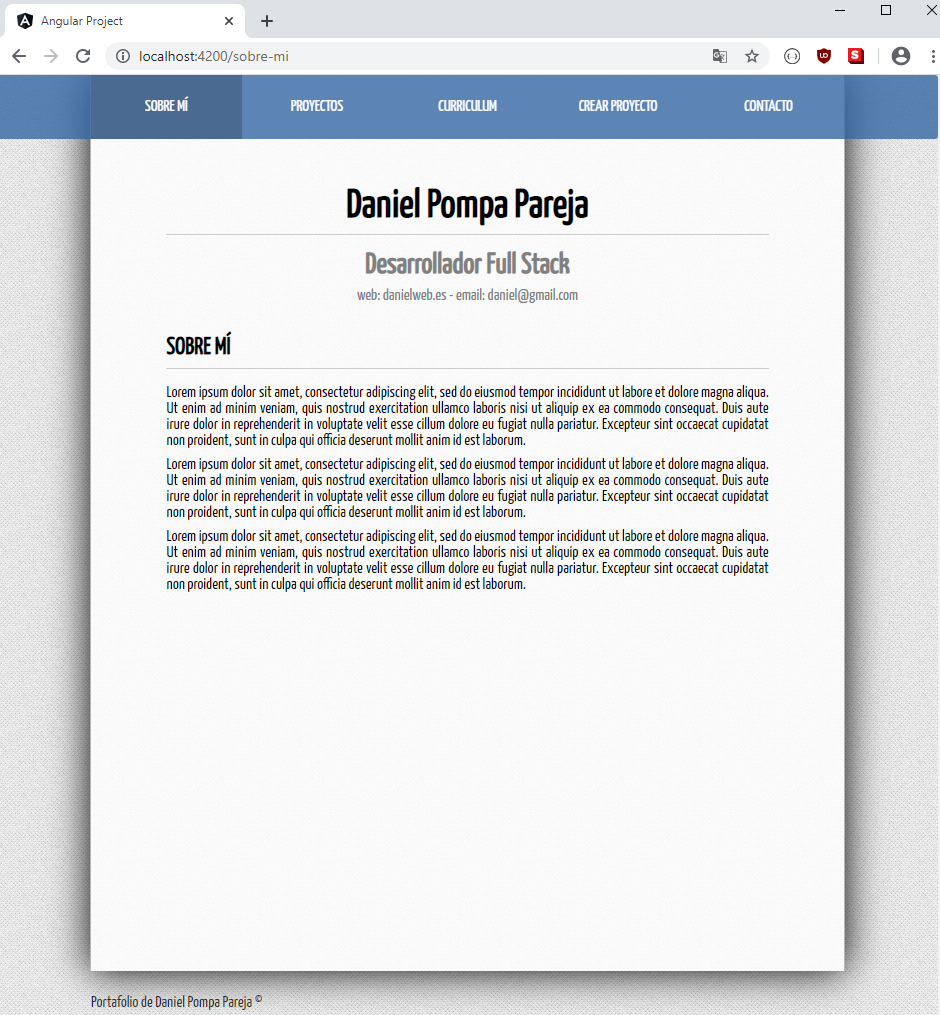 Angular Project
localhost:4200/sobre-mi
SOBRE MÍ PROYECTOS CURRICULUM CREAR PROYECTO CONTACTO
Daniel Pompa Pareja
Desarrollador Full Stack
web: danielweb.es - email: daniel@gmail.com
SOBRE MÍ
Lorem ipsum dolor sit amet, consectetur adipiscing elit, sed do eiusmod tempor incididunt ut labore et dolore magna aliqua.
Ut enim ad minim veniam, quis nostrud exercitation ullamco laboris nisi ut aliquip ex ea commodo consequat. Duis aute
irure dolor in reprehenderit in voluptate velit esse cillum dolore eu fugiat nulla pariatur. Excepteur sint occaecat cupidatat
non proident, sunt in culpa qui officia deserunt mollit anim id est laborum.
Lorem ipsum dolor sit amet, consectetur adipiscing elit, sed do eiusmod tempor incididunt ut labore et dolore magna aliqua.
Ut enim ad minim veniam, quis nostrud exercitation ullamco laboris nisi ut aliquip ex ea commodo consequat. Duis aute
irure dolor in reprehenderit in voluptate velit esse cillum dolore eu fugiat nulla pariatur. Excepteur sint occaecat cupidatat
non proident, sunt in culpa qui officia deserunt mollit anim id est laborum.
Lorem ipsum dolor sit amet, consectetur adipiscing elit, sed do eiusmod tempor incididunt ut labore et dolore magna aliqua.
Ut enim ad minim veniam, quis nostrud exercitation ullamco laboris nisi ut aliquip ex ea commodo consequat. Duis aute
irure dolor in reprehenderit in voluptate velit esse cillum dolore eu fugiat nulla pariatur. Excepteur sint occaecat cupidatat
non proident, sunt in culpa qui officia deserunt mollit anim id est laborum.
Portafolio de Daniel Pompa Pareja ©